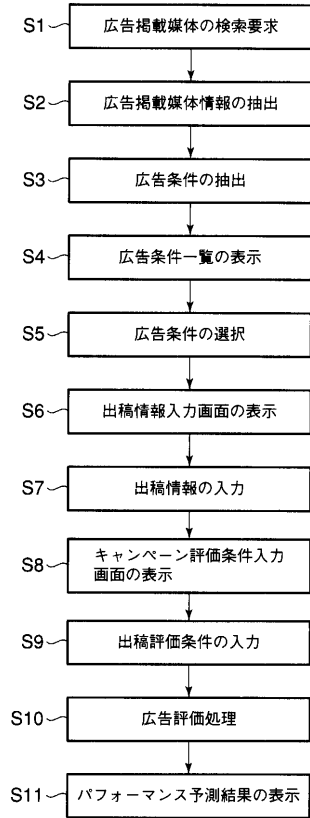 S1 広告掲載媒体の検索要求
S2 広告掲載媒体情報の抽出
S3 広告条件の抽出
S4 広告条件一覧の表示
S5 広告条件の選択
S6 出稿情報入力画面の表示
S7 出稿情報の入力
S8 キャンペーン評価条件入力
画面の表示
S9 出稿評価条件の入力
S10 広告評価処理
S11 パフォーマンス予測結果の表示